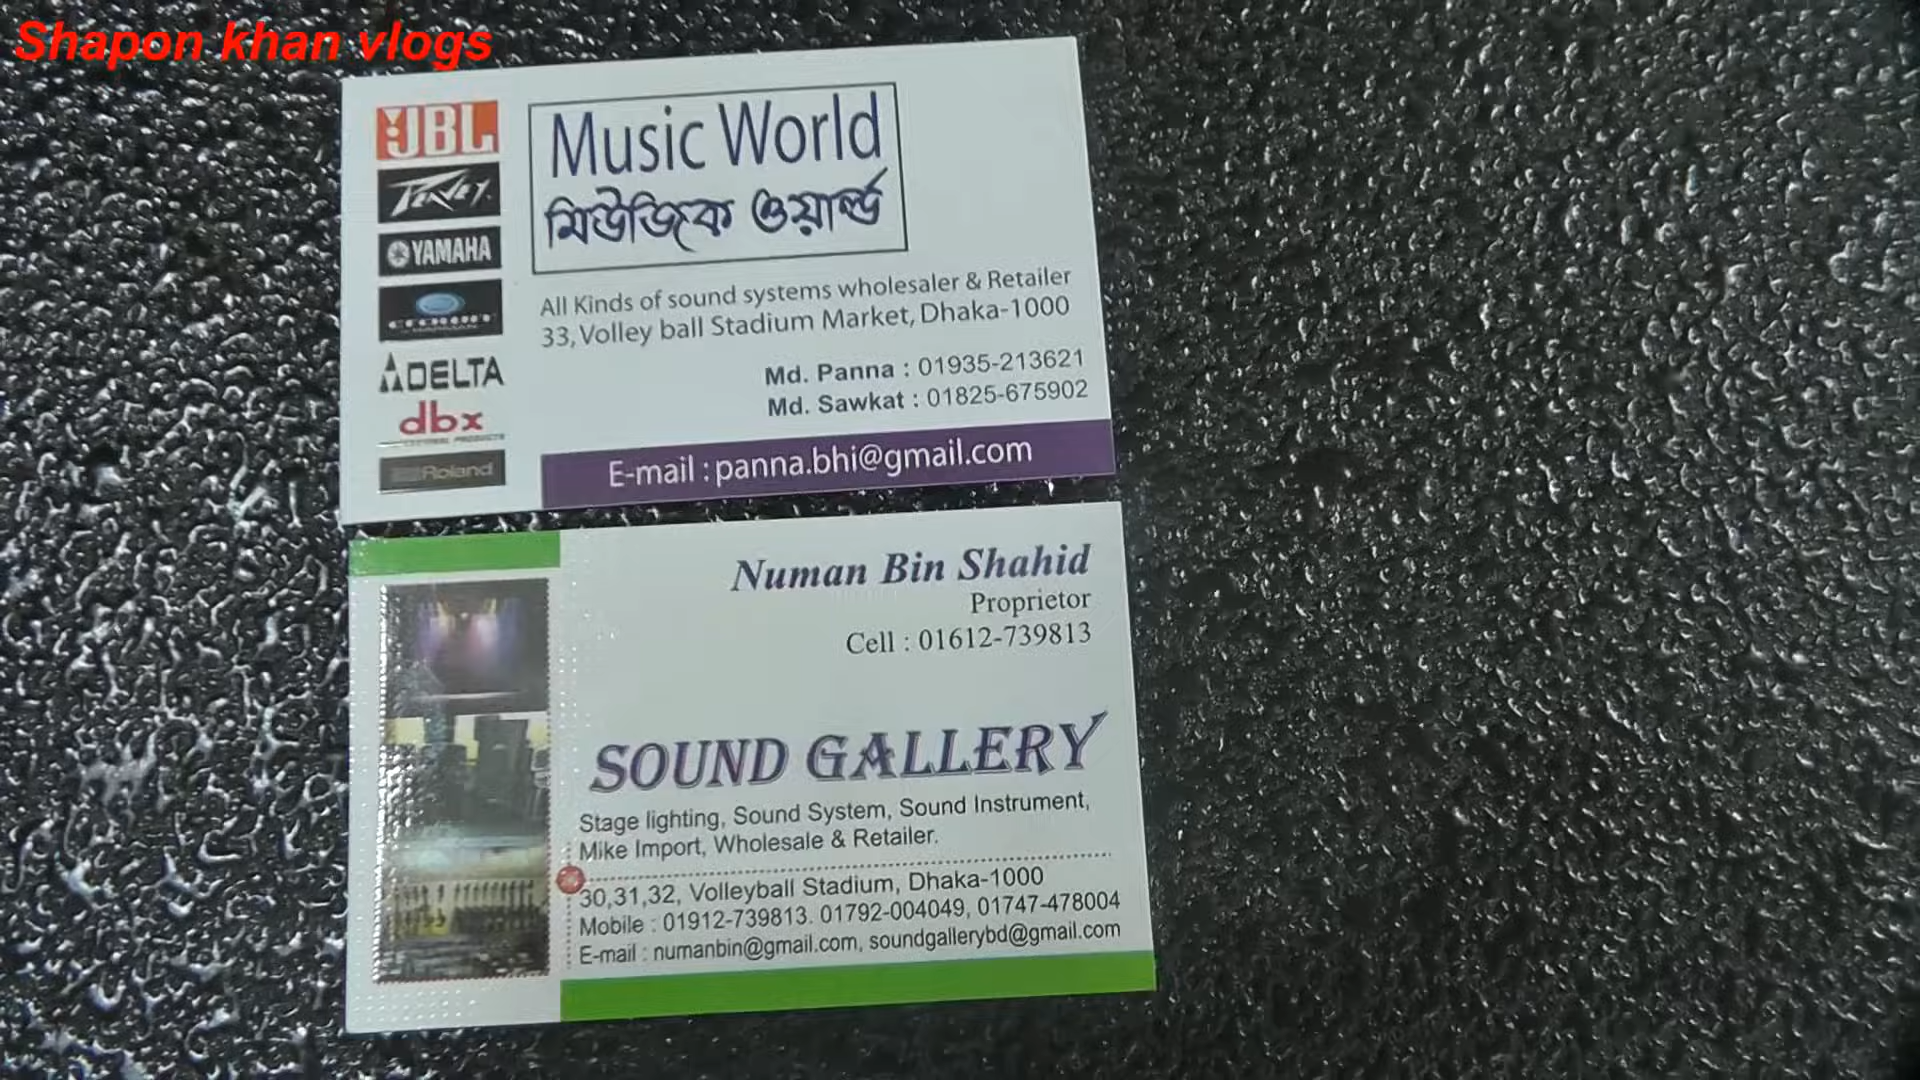 Shapon khan vlogs
JBL
PEAVEY
YAMAHA
DELTA
dbx
Roland
Music World
মিউজিক ওয়ার্ল্ড
All Kinds of sound systems wholesaler & Retailer
33, Volley ball Stadium Market, Dhaka-1000
Md. Panna : 01935-213621
Md. Sawkat : 01825-675902
E-mail : panna.bhi@gmail.com
Numan Bin Shahid
Proprietor
Cell : 01612-739813
SOUND GALLERY
Stage lighting, Sound System, Sound Instrument,
Mike Import, Wholesale & Retailer.
30,31,32, Volleyball Stadium, Dhaka-1000
Mobile : 01912-739813. 01792-004049, 01747-478004
E-mail : numanbin@gmail.com, soundgallerybd@gmail.com